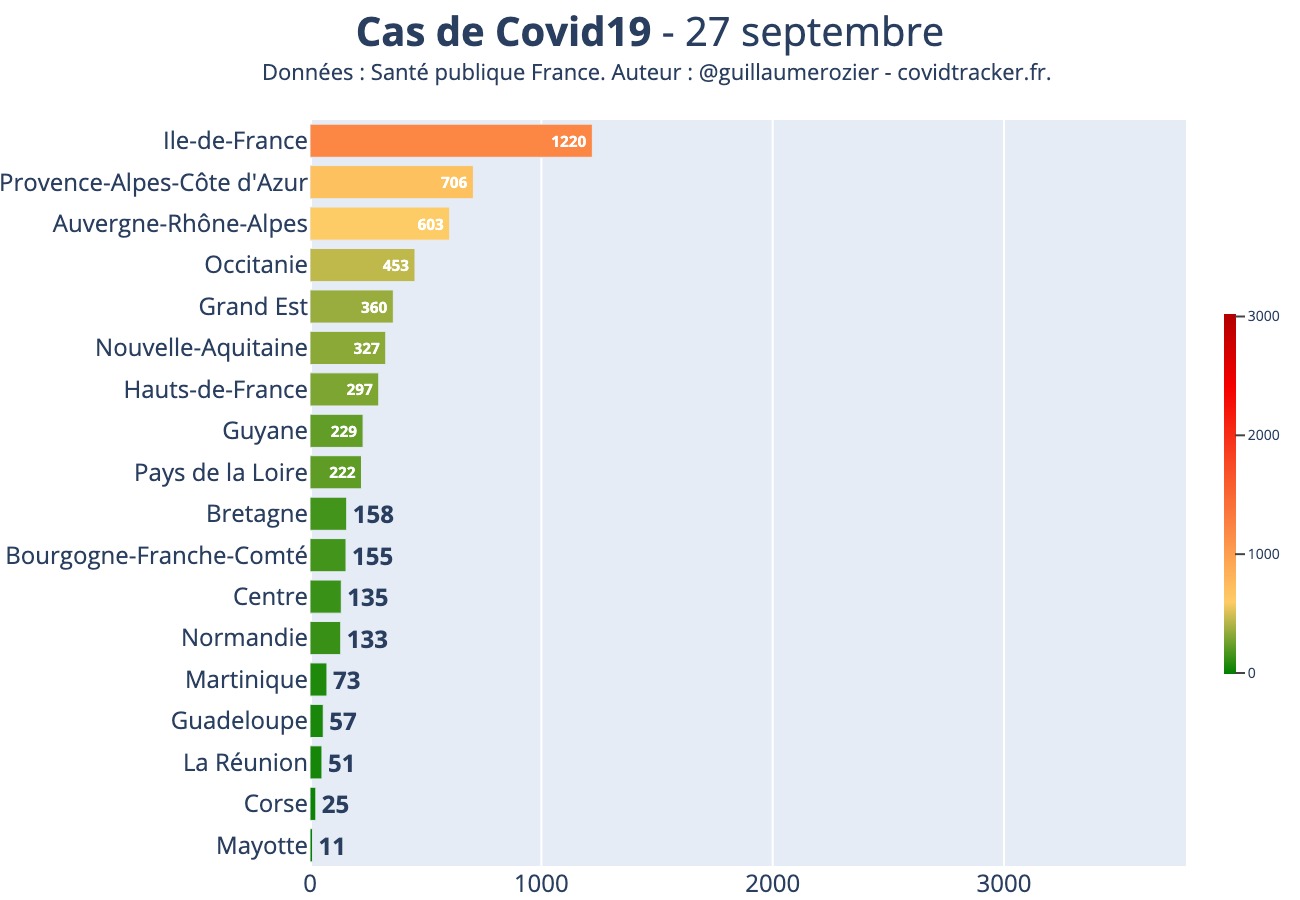 Cas de Covid19 - 27 septembre
Données : Santé publique France. Auteur : @guillaumerozier - covidtracker.fr.
Ile-de-France 1220
Provence-Alpes-Côte d'Azur 706
Auvergne-Rhône-Alpes 603
Occitanie 453
Grand Est 360
Nouvelle-Aquitaine 327
Hauts-de-France 297
Guyane 229
Pays de la Loire 222
Bretagne 158
Bourgogne-Franche-Comté 155
Centre 135
Normandie 133
Martinique 73
Guadeloupe 57
La Réunion 51
Corse 25
Mayotte 11
0 1000 2000 3000
3000
2000
1000
0